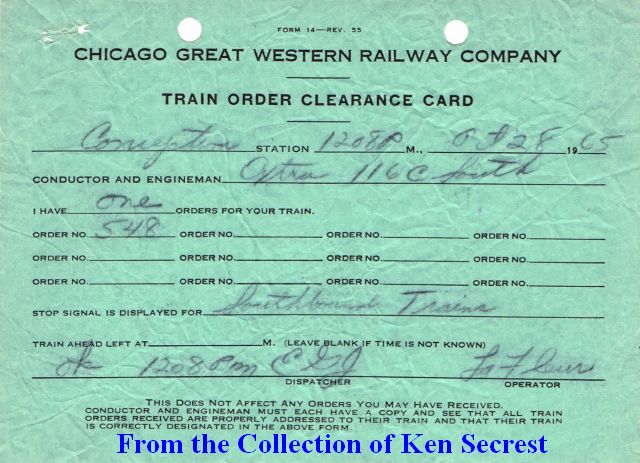 FORM 14—REV. 55
CHICAGO GREAT WESTERN RAILWAY COMPANY
TRAIN ORDER CLEARANCE CARD
Conception STATION 1208P M., Oct 28 1965
CONDUCTOR AND ENGINEMAN Extra 116C South
I HAVE one ORDERS FOR YOUR TRAIN.
ORDER NO. 548 ORDER NO. ORDER NO. ORDER NO.
ORDER NO. ORDER NO. ORDER NO. ORDER NO.
ORDER NO. ORDER NO. ORDER NO. ORDER NO.
STOP SIGNAL IS DISPLAYED FOR Southbound Trains
TRAIN AHEAD LEFT AT M. (LEAVE BLANK IF TIME IS NOT KNOWN)
ok 1208 Pm
DISPATCHER OPERATOR
THIS DOES NOT AFFECT ANY ORDERS YOU MAY HAVE RECEIVED.
CONDUCTOR AND ENGINEMAN MUST EACH HAVE A COPY AND SEE THAT ALL TRAIN
ORDERS RECEIVED ARE PROPERLY ADDRESSED TO THEIR TRAIN AND THAT THEIR TRAIN
IS CORRECTLY DESIGNATED IN THE ABOVE FORM.
From the Collection of Ken Secrest